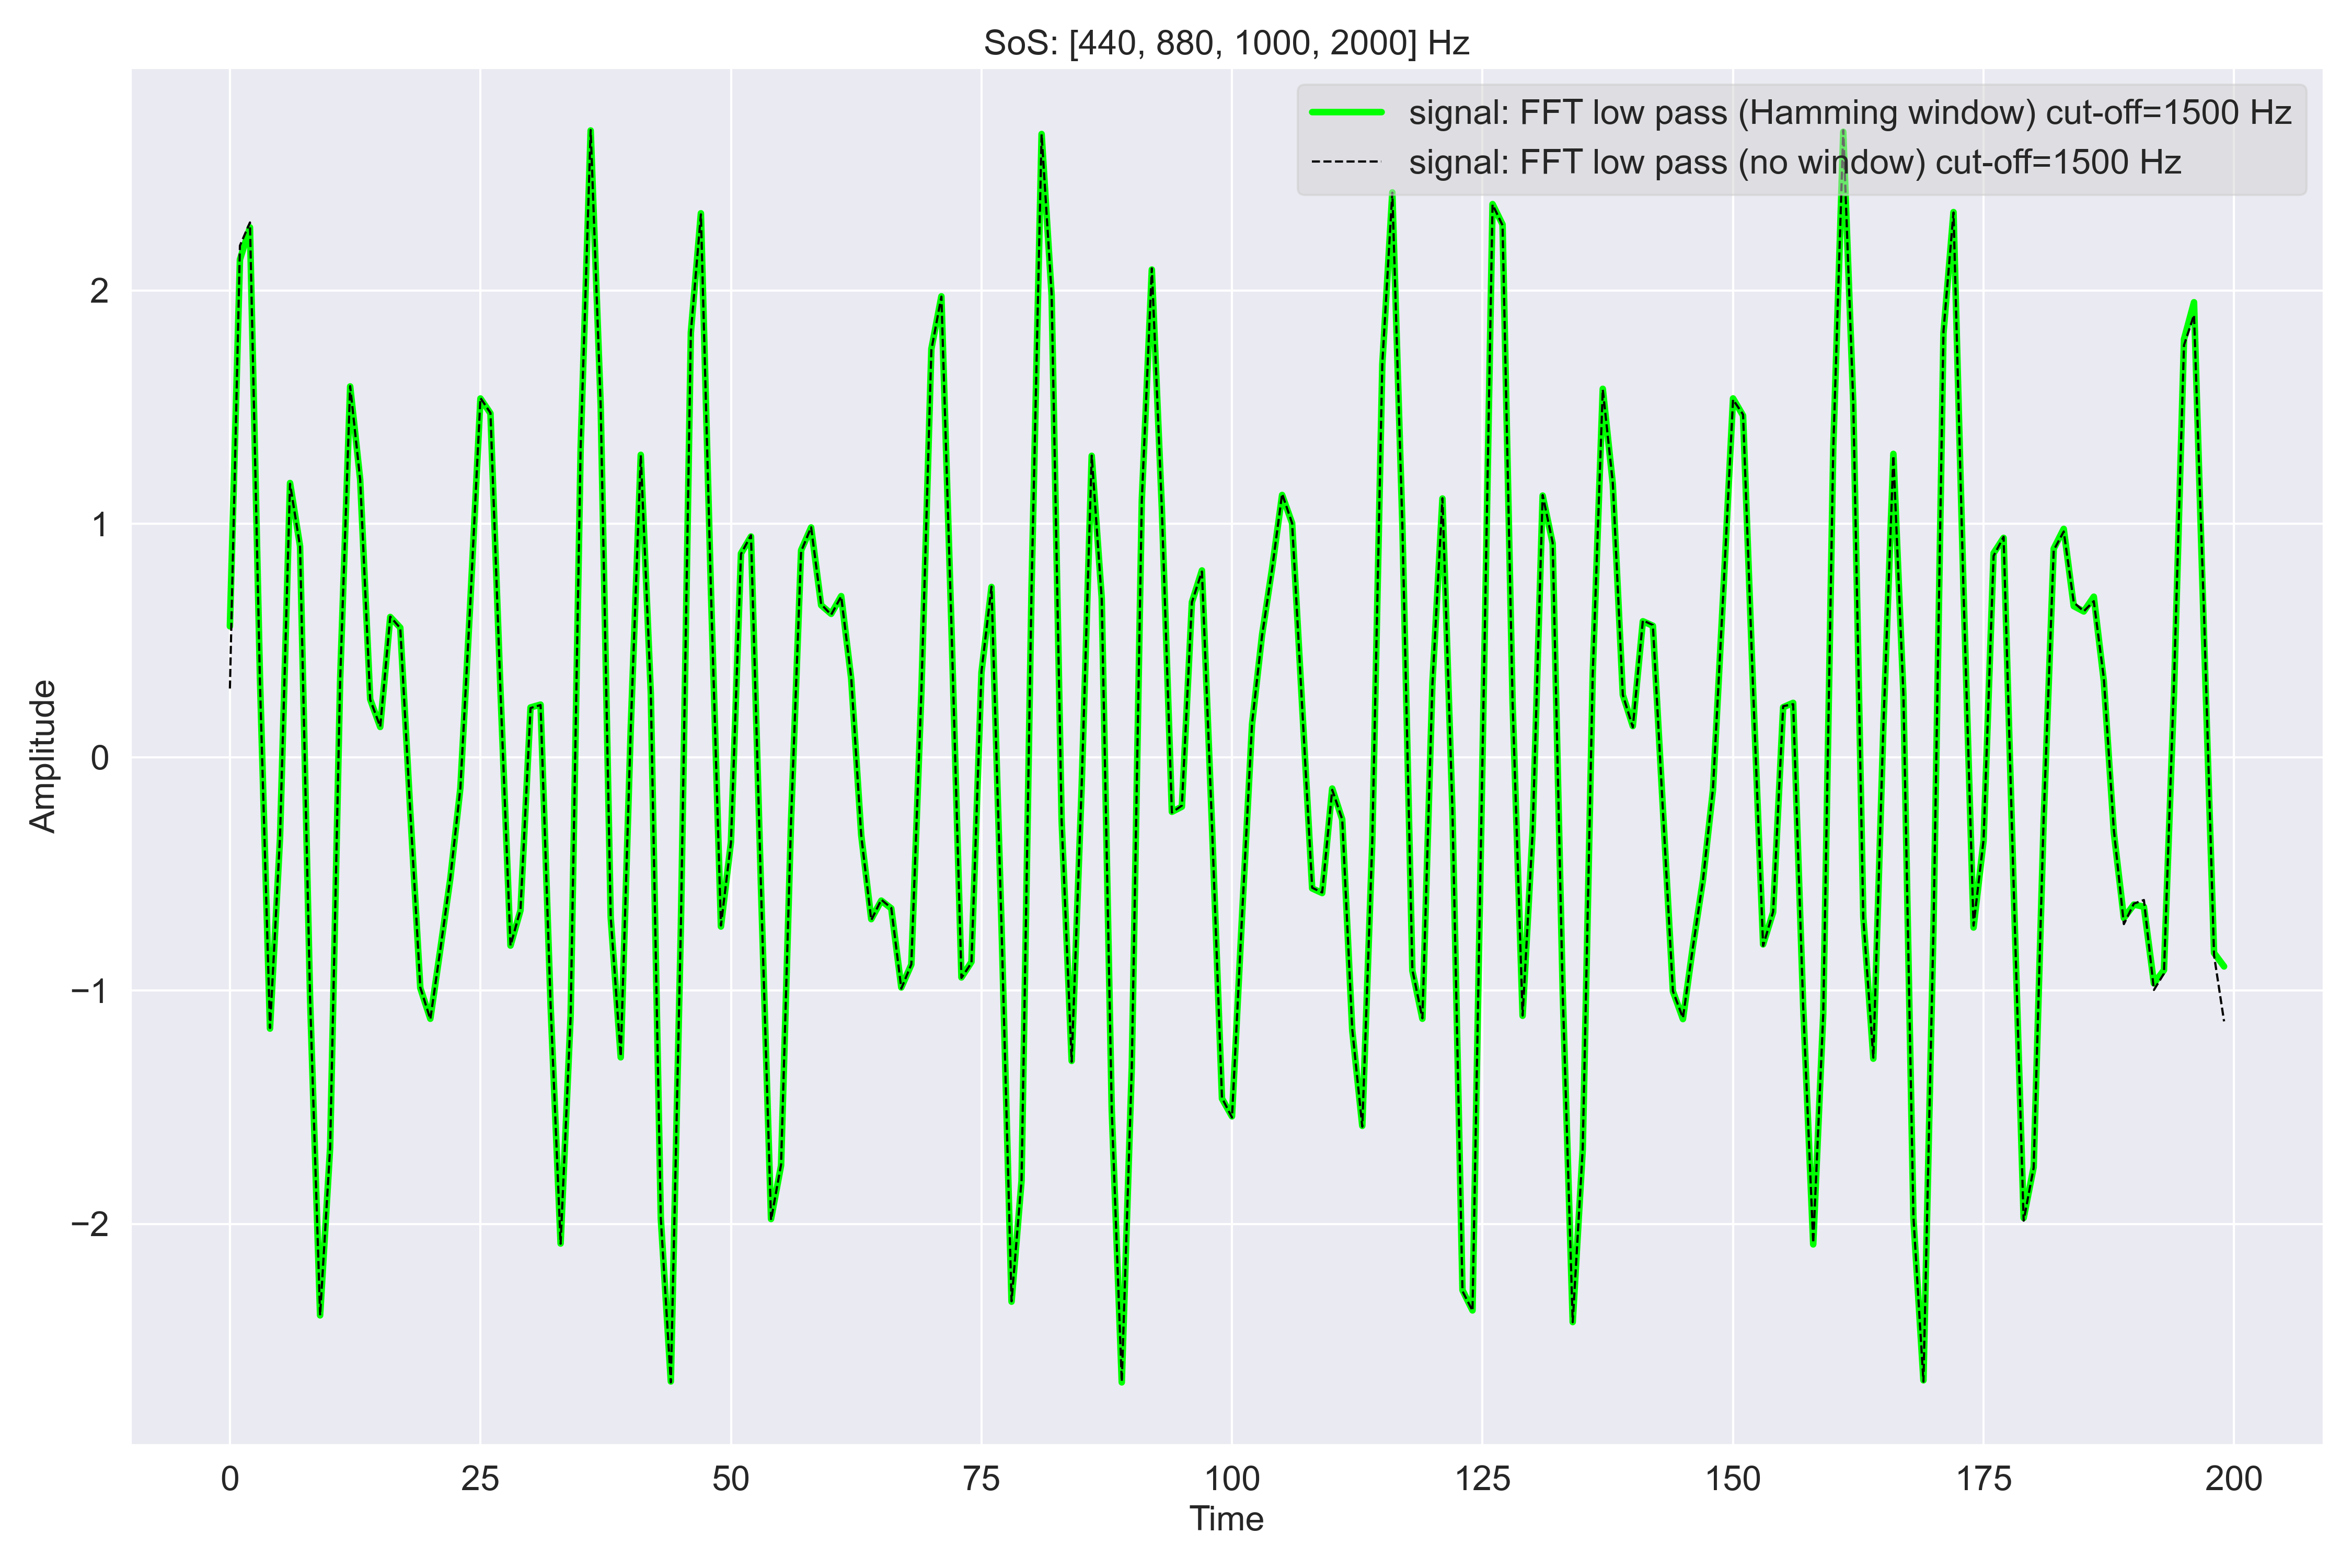 SoS: [440, 880, 1000, 2000] Hz
signal: FFT low pass (Hamming window) cut-off=1500 Hz
signal: FFT low pass (no window) cut-off=1500 Hz
Amplitude
2
1
0
−1
−2
0 25 50 75 100 125 150 175 200
Time